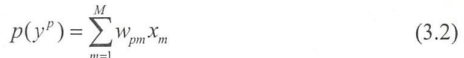 p(y^p) = \sum_{m=1}^{M} w_{pm} x_m (3.2)